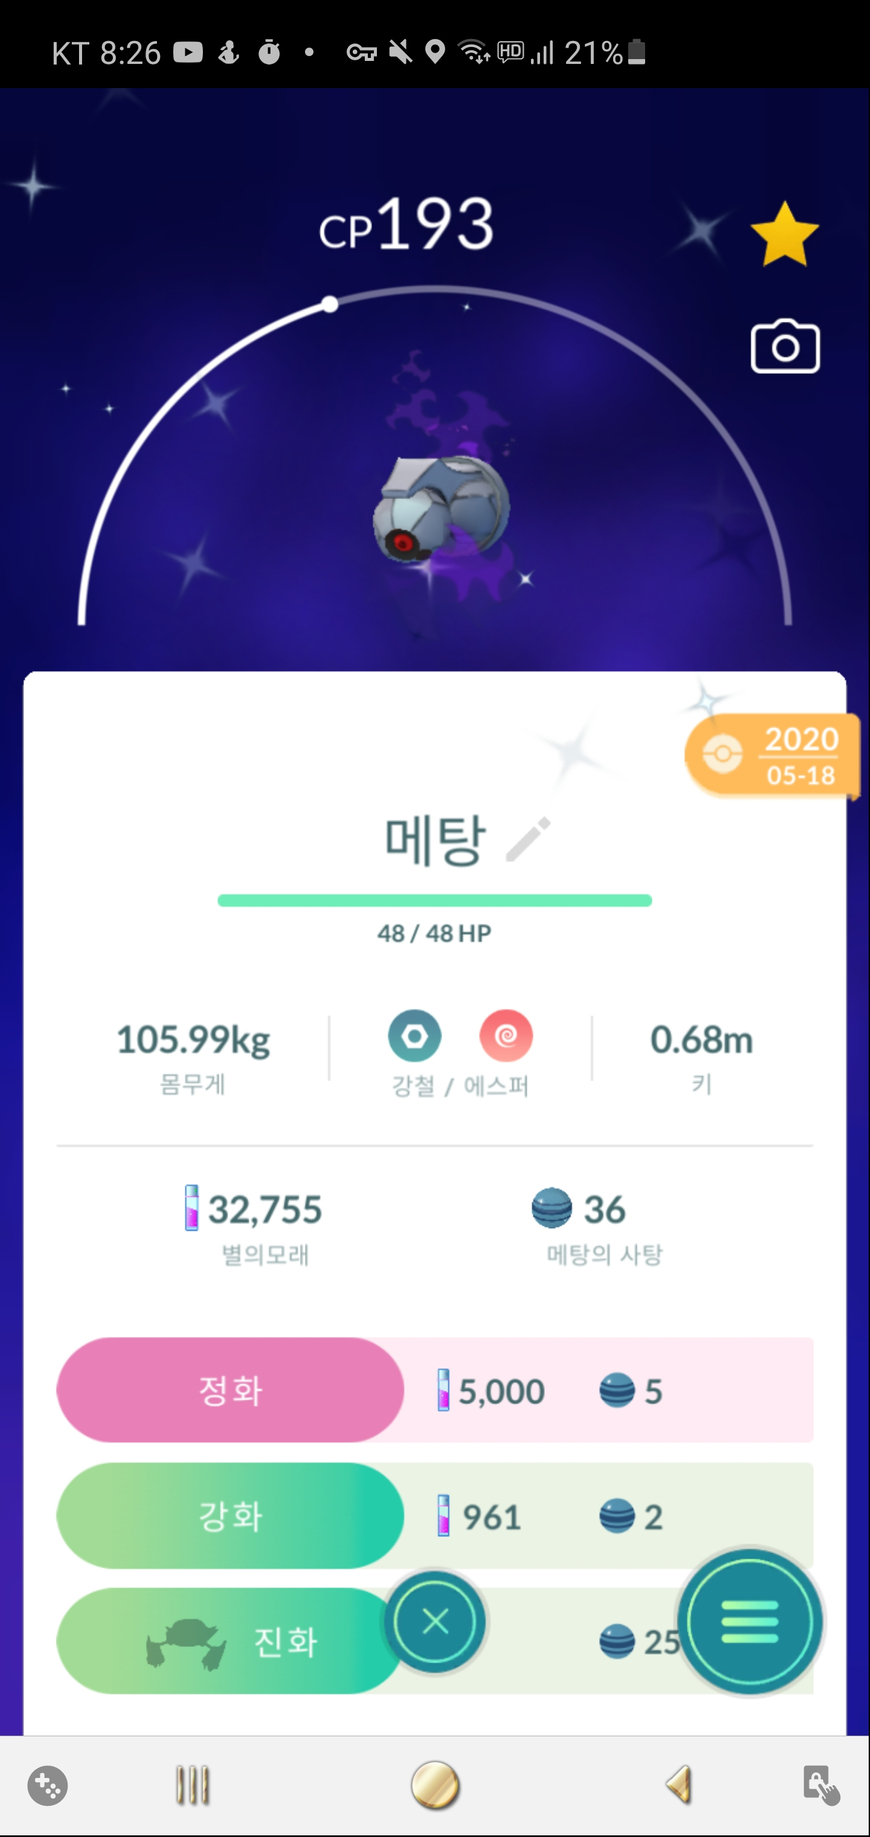 KT 8:26 HD 21%
CP193
2020
05-18
메탕
48 / 48 HP
105.99kg
몸무게
강철 / 에스퍼
0.68m
키
32,755
별의모래
36
메탕의 사탕
정화 5,000 5
강화 961 2
진화 25